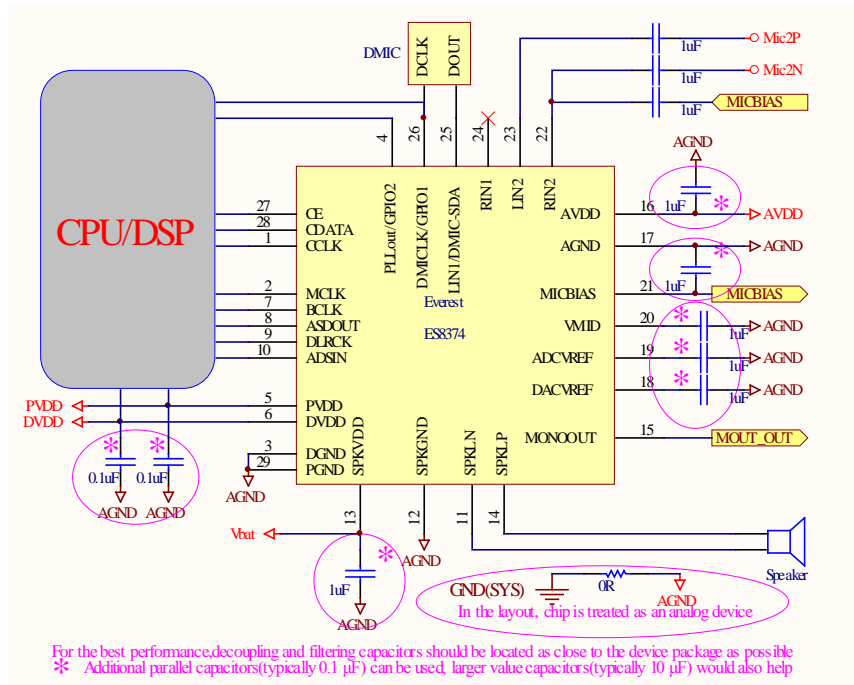 DMIC
DCLK
DOUT
1uF
Mic2P
1uF
Mic2N
1uF
MICBIAS
4
26
25
24
23
22
AGND
CPU/DSP
27
28
1
2
7
8
9
10
5
6
3
29
CE
CDATA
CCLK
MCLK
BCLK
ASDOUT
DLRCK
ADSIN
PVDD
DVDD
DGND
PGND
PLLout/GPIO2
DMICLK/GPIO1
LIN1/DMIC-SDA
RIN1
LIN2
RIN2
Everest
ES8374
AVDD
AGND
MICBIAS
VMID
ADCVREF
DACVREF
MONOOUT
SPKVDD
SPKGND
SPKLN
SPKLP
16
1uF
*
AVDD
17
*
AGND
21
1uF
MICBIAS
20
*
1uF
AGND
19
*
1uF
AGND
18
*
1uF
AGND
15
MOUT_OUT
PVDD
DVDD
*
*
0.1uF
0.1uF
AGND
AGND
AGND
13
12
11
14
Vbat
*
1uF
AGND
AGND
Speaker
GND(SYS)
0R
AGND
In the layout, chip is treated as an analog device
For the best performance,decoupling and filtering capacitors should be located as close to the device package as possible
* Additional parallel capacitors(typically 0.1 μF) can be used, larger value capacitors(typically 10 μF) would also help